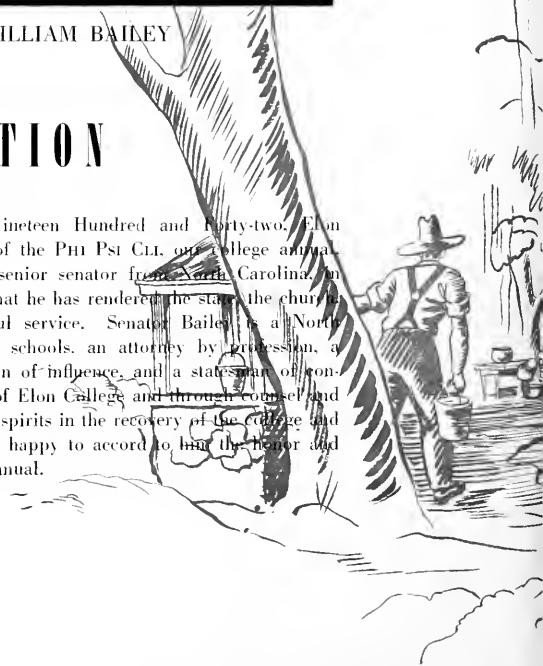 ILLIAM BAILEY
TION
ineteen Hundred and Forty-two, Elon
of the PHI PSI CLI, our college annual,
senior senator from North Carolina, in
hat he has rendered the state, the church,
ul service. Senator Bailey is a North
schools, an attorney by profession, a
n of influence, and a statesman of con-
of Elon College and through counsel and
spirits in the recovery of the college and
happy to accord to him the honor and
nnual.